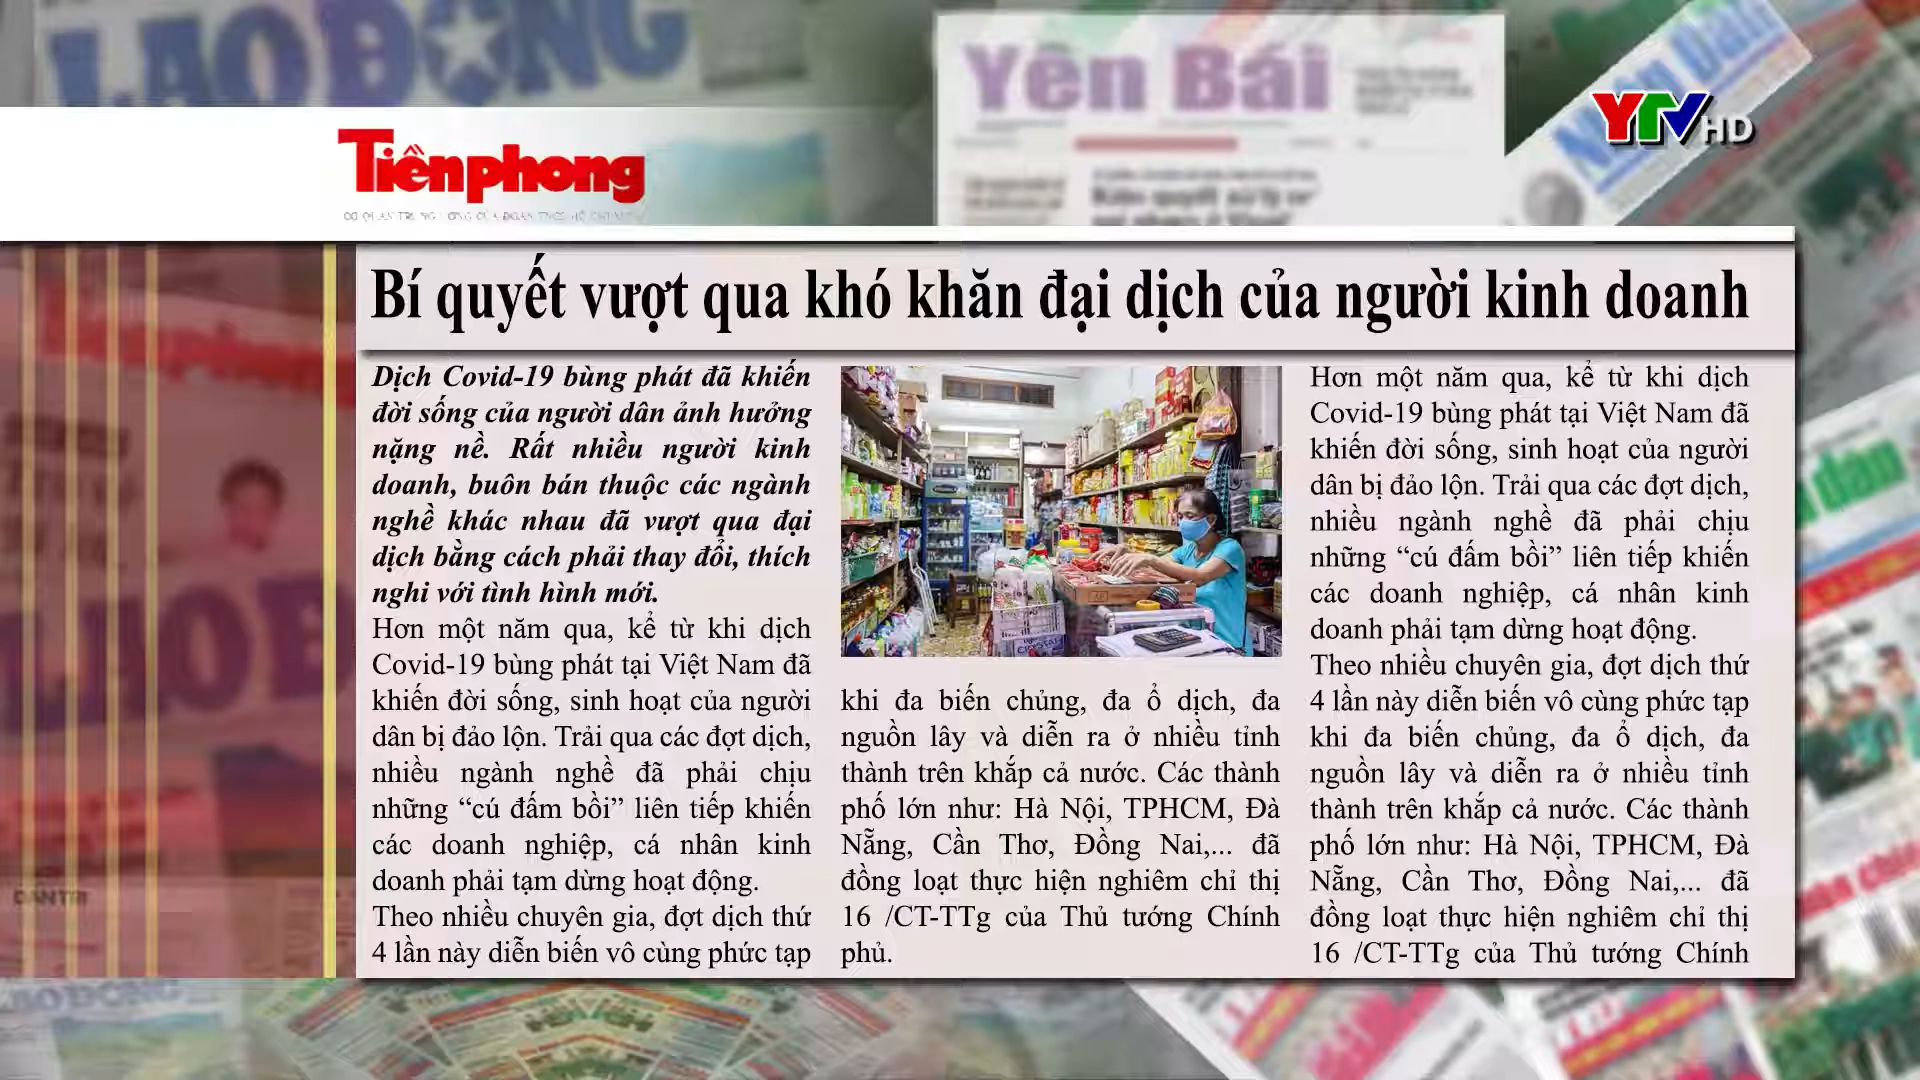 LAO ĐỘNG
Yên Bái
Nhân Dân
YTV HD
Tiền phong
Bí quyết vượt qua khó khăn đại dịch của người kinh doanh
Dịch Covid-19 bùng phát đã khiến
đời sống của người dân ảnh hưởng
nặng nề. Rất nhiều người kinh
doanh, buôn bán thuộc các ngành
nghề khác nhau đã vượt qua đại
dịch bằng cách phải thay đổi, thích
nghi với tình hình mới.
Hơn một năm qua, kể từ khi dịch
Covid-19 bùng phát tại Việt Nam đã
khiến đời sống, sinh hoạt của người
dân bị đảo lộn. Trải qua các đợt dịch,
nhiều ngành nghề đã phải chịu
những “cú đấm bồi” liên tiếp khiến
các doanh nghiệp, cá nhân kinh
doanh phải tạm dừng hoạt động.
Theo nhiều chuyên gia, đợt dịch thứ
4 lần này diễn biến vô cùng phức tạp
khi đa biến chủng, đa ổ dịch, đa
nguồn lây và diễn ra ở nhiều tỉnh
thành trên khắp cả nước. Các thành
phố lớn như: Hà Nội, TPHCM, Đà
Nẵng, Cần Thơ, Đồng Nai,... đã
đồng loạt thực hiện nghiêm chỉ thị
16 /CT-TTg của Thủ tướng Chính
phủ.
Hơn một năm qua, kể từ khi dịch
Covid-19 bùng phát tại Việt Nam đã
khiến đời sống, sinh hoạt của người
dân bị đảo lộn. Trải qua các đợt dịch,
nhiều ngành nghề đã phải chịu
những “cú đấm bồi” liên tiếp khiến
các doanh nghiệp, cá nhân kinh
doanh phải tạm dừng hoạt động.
Theo nhiều chuyên gia, đợt dịch thứ
4 lần này diễn biến vô cùng phức tạp
khi đa biến chủng, đa ổ dịch, đa
nguồn lây và diễn ra ở nhiều tỉnh
thành trên khắp cả nước. Các thành
phố lớn như: Hà Nội, TPHCM, Đà
Nẵng, Cần Thơ, Đồng Nai,... đã
đồng loạt thực hiện nghiêm chỉ thị
16 /CT-TTg của Thủ tướng Chính